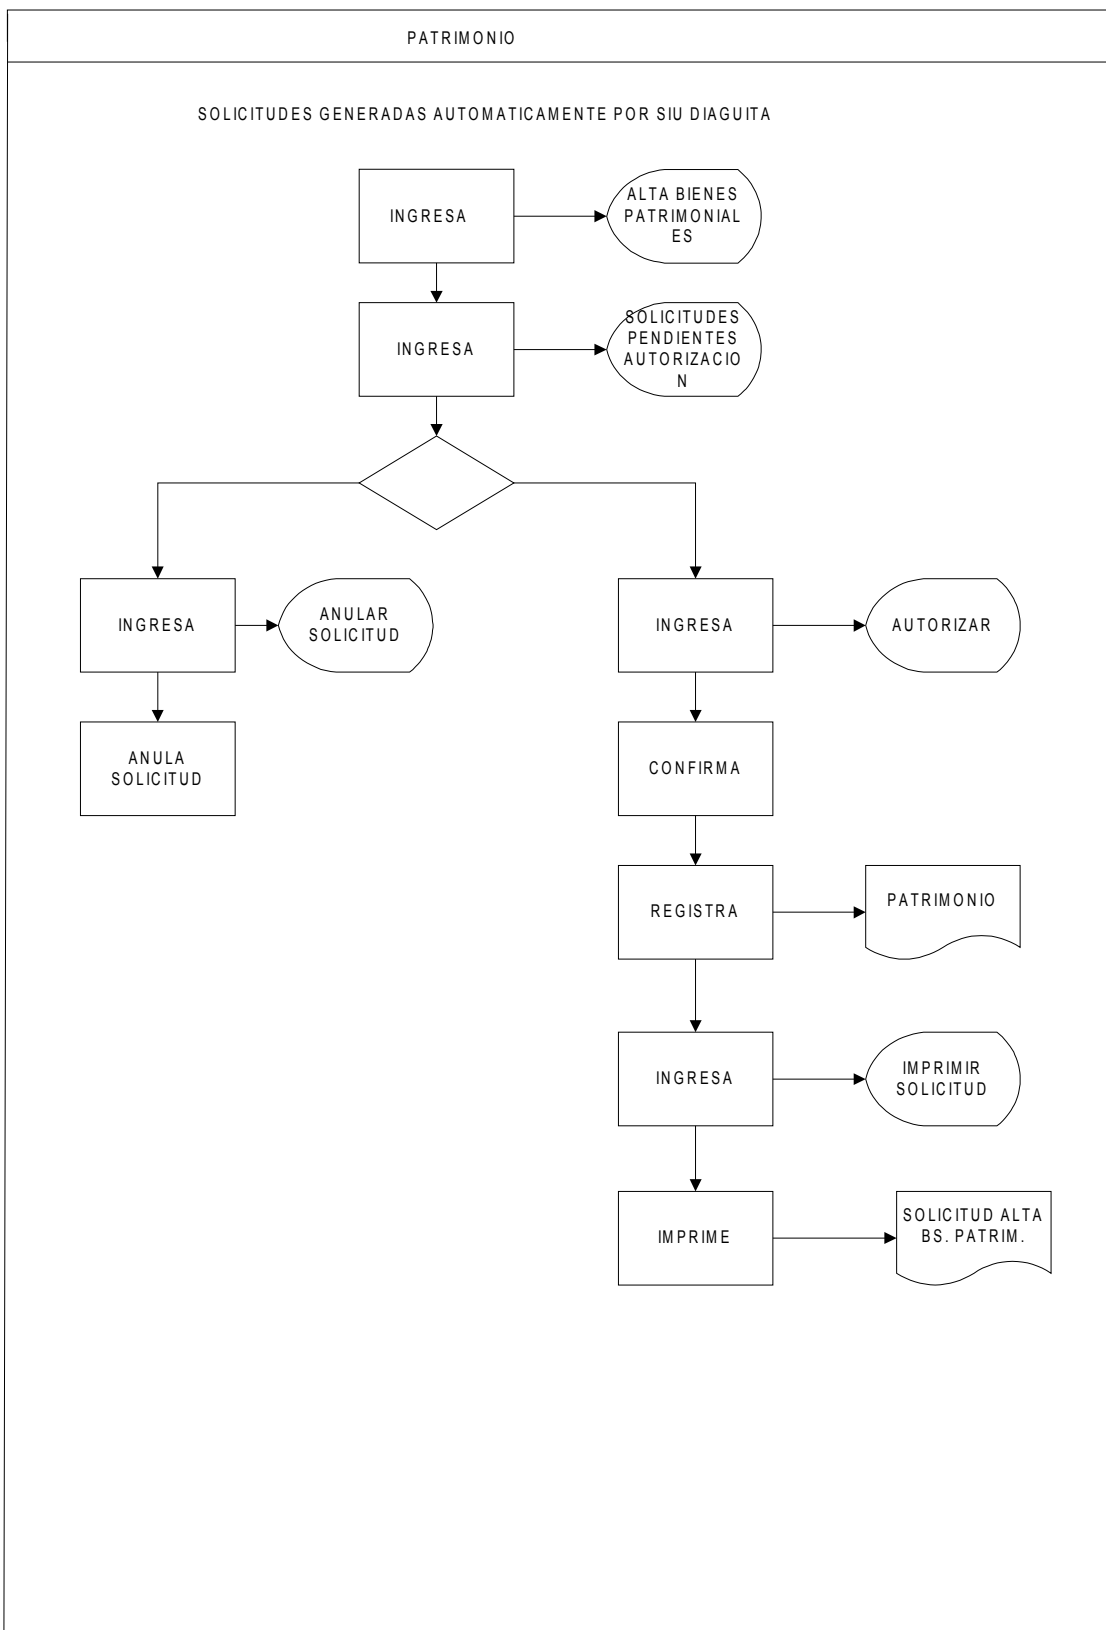 PATRIMONIO
SOLICITUDES GENERADAS AUTOMATICAMENTE POR SIU DIAGUITA
INGRESA
ALTA BIENES
PATRIMONIAL
ES
INGRESA
SOLICITUDES
PENDIENTES
AUTORIZACIO
N
INGRESA
ANULAR
SOLICITUD
INGRESA
AUTORIZAR
ANULA
SOLICITUD
CONFIRMA
REGISTRA
PATRIMONIO
INGRESA
IMPRIMIR
SOLICITUD
IMPRIME
SOLICITUD ALTA
BS. PATRIM.